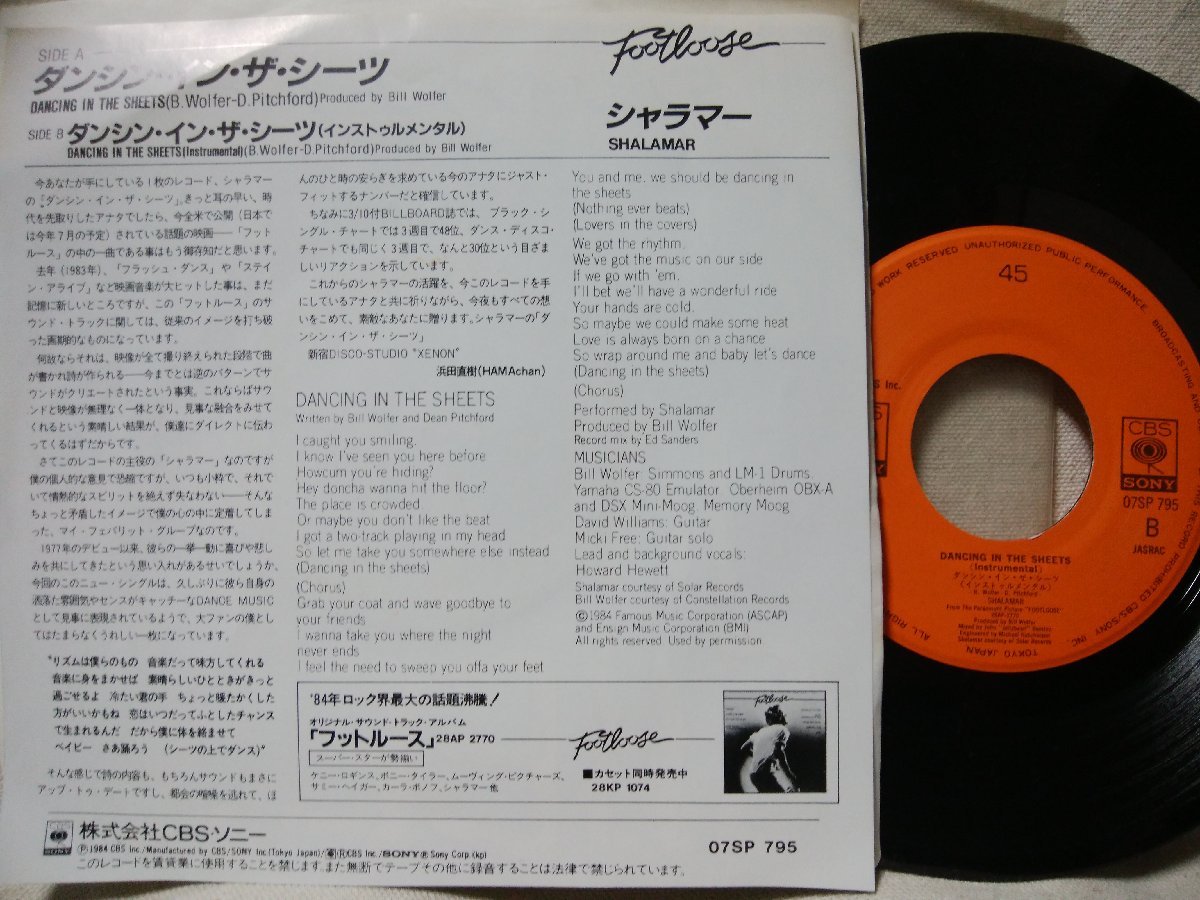 SIDE A
ダンシン・イン・ザ・シーツ
DANCING IN THE SHEETS(B.Wolfer-D.Pitchford)Produced by Bill Wolfer
SIDE B ダンシン・イン・ザ・シーツ(インストゥルメンタル)
DANCING IN THE SHEETS(Instrumental)(B.Wolfer-D.Pitchford)Produced by Bill Wolfer
Footloose
シャラマー
SHALAMAR
今あなたが手にしている1枚のレコード、シャラマー
の「ダンシン・イン・ザ・シーツ」。きっと耳の早い、時
代を先取りしたアナタでしたら、今全米で公開(日本で
は今年7月の予定)されている話題の映画──「フット
ルース」の中の一曲である事はもう御存知だと思います。
去年(1983年)、「フラッシュ・ダンス」や「ステイ
ン・アライブ」など映画音楽が大ヒットした事は、まだ
記憶に新しいところですが、この「フットルース」のサ
ウンド・トラックに関しては、従来のイメージを打ち破
った画期的なものになっています。
何故ならそれは、映像が全て撮り終えられた段階で曲
が書かれ詩が作られる──今までとは逆のパターンでサ
ウンドがクリエートされたという事実。これならばサウ
ンドと映像が無理なく一体となり、見事な融合をみせて
くれるという素晴しい結果が、僕達にダイレクトに伝わ
ってくるはずだからです。
さてこのレコードの主役の「シャラマー」なのですが
僕の個人的な意見で恐縮ですが、いつも小粋で、それで
いて情熱的なスピリットを絶えず失なわない──そんな
ちょっと矛盾したイメージで僕の心の中に定着してしま
った、マイ・フェバリット・グループなのです。
1977年のデビュー以来、彼らの一挙一動に喜びや悲し
みを共にしてきたという思い入れがあるせいでしょうか、
今回のこのニュー・シングルは、久しぶりに彼ら自身の
洒落た雰囲気やセンスがキャッチーなDANCE MUSIC
として見事に表現されているようで、大ファンの僕とし
てはたまらなくうれしい一枚になっています。
“リズムは僕らのもの 音楽だって味方してくれる
音楽に身をまかせば 素晴らしいひとときがきっと
過ごせるよ 冷たい君の手 ちょっと暖たかくした
方がいいかもね 恋はいつだってふとしたチャンス
で生まれるんだ だから僕に体を絡ませて
ベイビー さあ踊ろう (シーツの上でダンス)”
そんな感じで詩の内容も、もちろんサウンドもまさに
アップ・トゥ・デートですし、都会の喧噪を逃れて、ほ
んのひと時の安らぎを求めている今のアナタにジャスト・
フィットするナンバーだと確信しています。
ちなみに3/10付BILLBOARD誌では、ブラック・シ
ングル・チャートでは3週目で48位、ダンス・ディスコ・
チャートでも同じく3週目で、なんと30位という目ざま
しいリアクションを示しています。
これからのシャラマーの活躍を、今このレコードを手
にしているアナタと共に祈りながら、今夜もすべての想
いをこめて、素敵なあなたに贈ります。シャラマーの「ダ
ンシン・イン・ザ・シーツ」
新宿DISCO-STUDIO “XENON”
浜田直樹(HAMAchan)
DANCING IN THE SHEETS
Written by Bill Wolfer and Dean Pitchford
I caught you smiling.
I know I've seen you here before
Howcum you're hiding?
Hey doncha wanna hit the floor?
The place is crowded.
Or maybe you don't like the beat
I got a two-track playing in my head
So let me take you somewhere else instead
(Dancing in the sheets)
(Chorus)
Grab your coat and wave goodbye to
your friends
I wanna take you where the night
never ends
I feel the need to sweep you offa your feet
You and me, we should be dancing in
the sheets
(Nothing ever beats)
(Lovers in the covers)
We got the rhythm.
We've got the music on our side
If we go with 'em.
I'll bet we'll have a wonderful ride
Your hands are cold.
So maybe we could make some heat
Love is always born on a chance
So wrap around me and baby let's dance
(Dancing in the sheets)
(Chorus)
Performed by Shalamar
Produced by Bill Wolfer
Record mix by Ed Sanders
MUSICIANS
Bill Wolfer: Simmons and LM-1 Drums.
Yamaha CS-80 Emulator. Oberheim OBX-A
and DSX Mini-Moog, Memory Moog
David Williams: Guitar
Micki Free: Guitar solo
Lead and background vocals:
Howard Hewett
Shalamar courtesy of Solar Records
Bill Wolfer courtesy of Constellation Records
©1984 Famous Music Corporation (ASCAP)
and Ensign Music Corporation (BMI)
All rights reserved. Used by permission
'84年ロック界最大の話題沸騰!
オリジナル・サウンド・トラック・アルバム
「フットルース」28AP 2770
Footloose
スーパー・スターが勢揃い
ケニー・ロギンス、ボニー・タイラー、ムーヴィング・ピクチャーズ、
サミー・ヘイガー、カーラ・ボノフ、シャラマー他
■カセット同時発売中
28KP 1074
SONY
株式会社CBS・ソニー
Ⓟ1984 CBS Inc./Manufactured by CBS/SONY Inc(Tokyo Japan)/ ⓇCBS Inc./SONY® Sony Corp.(kp)
07SP 795
このレコードを賃貸業に使用することを禁じます。また無断でテープその他に録音することは法律で禁じられています。
WORK RESERVED UNAUTHORIZED PUBLIC PERFORMANCE BROADCASTING AN
RECORD PROHIBITED CBS/SONY INC. TOKYO JAPAN
ALL RIG
45
Inc.
CBS
SONY
07SP 795
B
JASRAC
DANCING IN THE SHEETS
(Instrumental)
ダンシン・イン・ザ・シーツ
(インストゥルメンタル)
B. Wolfer - D. Pitchford
SHALAMAR
From The Paramount Picture "FOOTLOOSE"
28AP-2770
Produced by Bill Wolfer